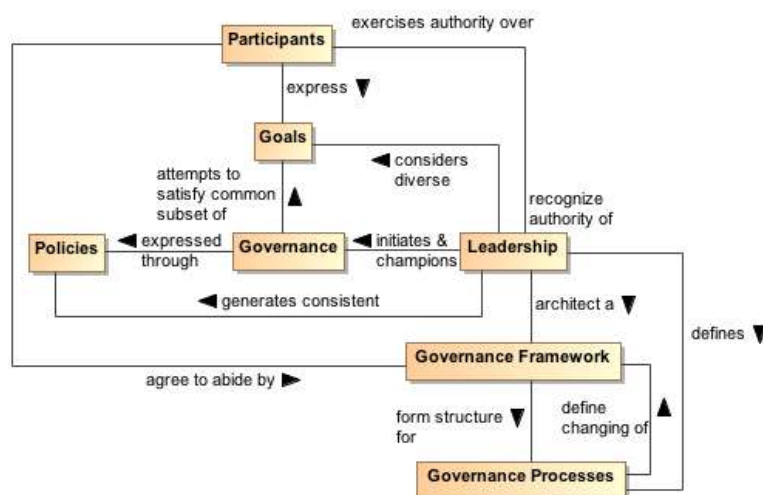 exercises authority over
Participants
express
Goals
considers
diverse
attempts to
satisfy common
subset of
recognize
authority of
Policies
expressed
through
Governance
initiates &
champions
Leadership
generates consistent
architect a
defines
Governance Framework
agree to abide by
form structure
for
define
changing of
Governance Processes